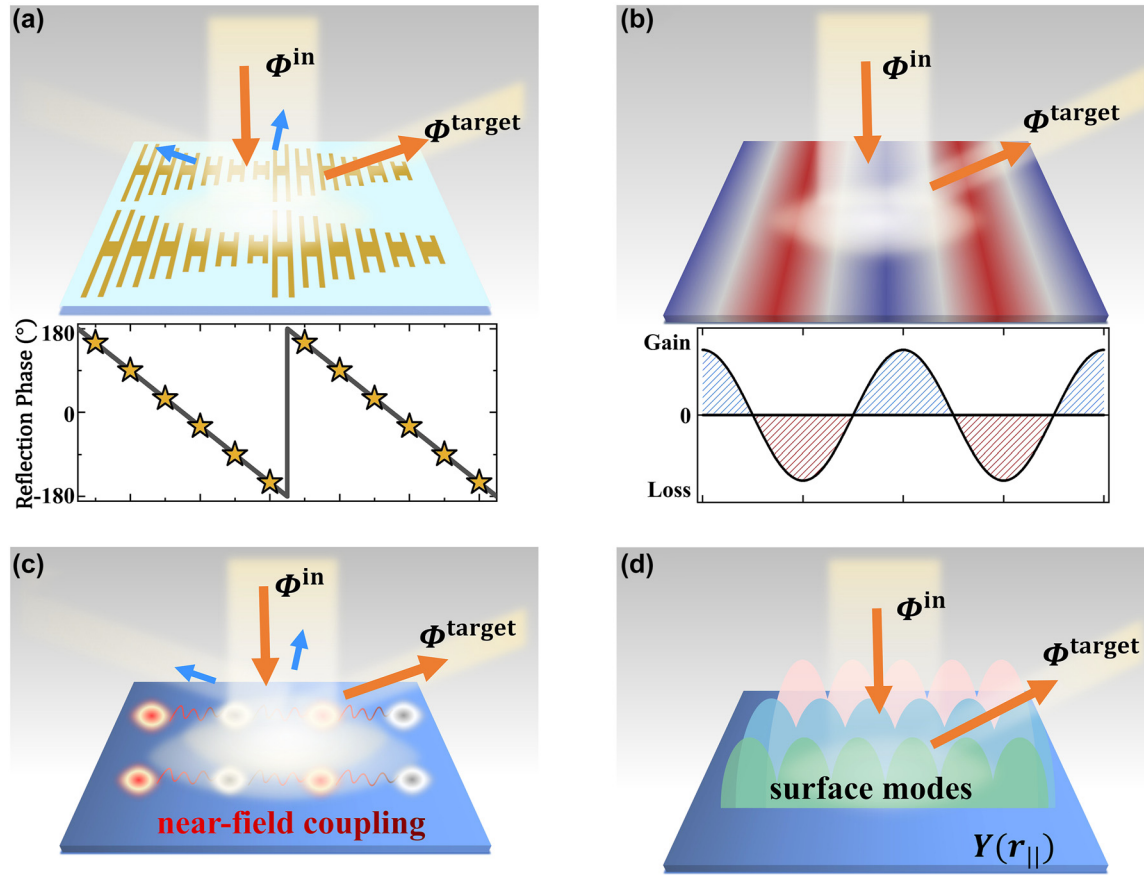 (a)
Φ^in
Φ^target
Reflection Phase (°)
180
0
-180
(b)
Φ^in
Φ^target
Gain
0
Loss
(c)
Φ^in
Φ^target
near-field coupling
(d)
Φ^in
Φ^target
surface modes
Y(r_||)